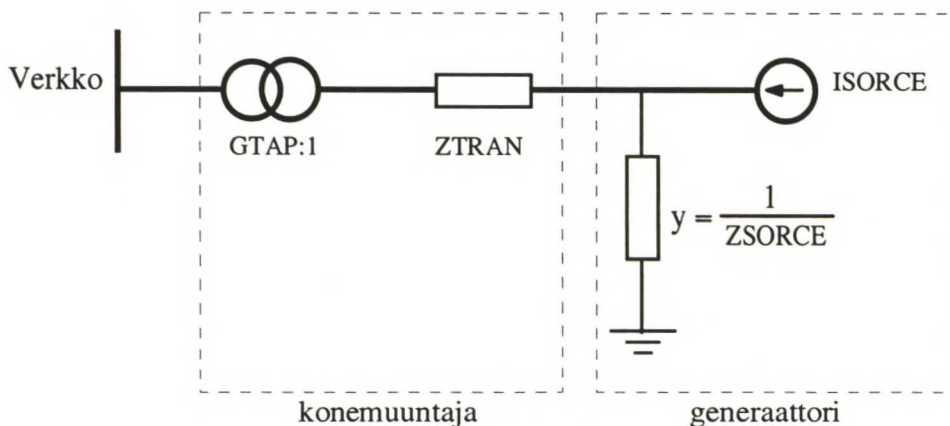 Verkko
GTAP:1
ZTRAN
ISORCE
y = 1 / ZSORCE
konemuuntaja
generaattori